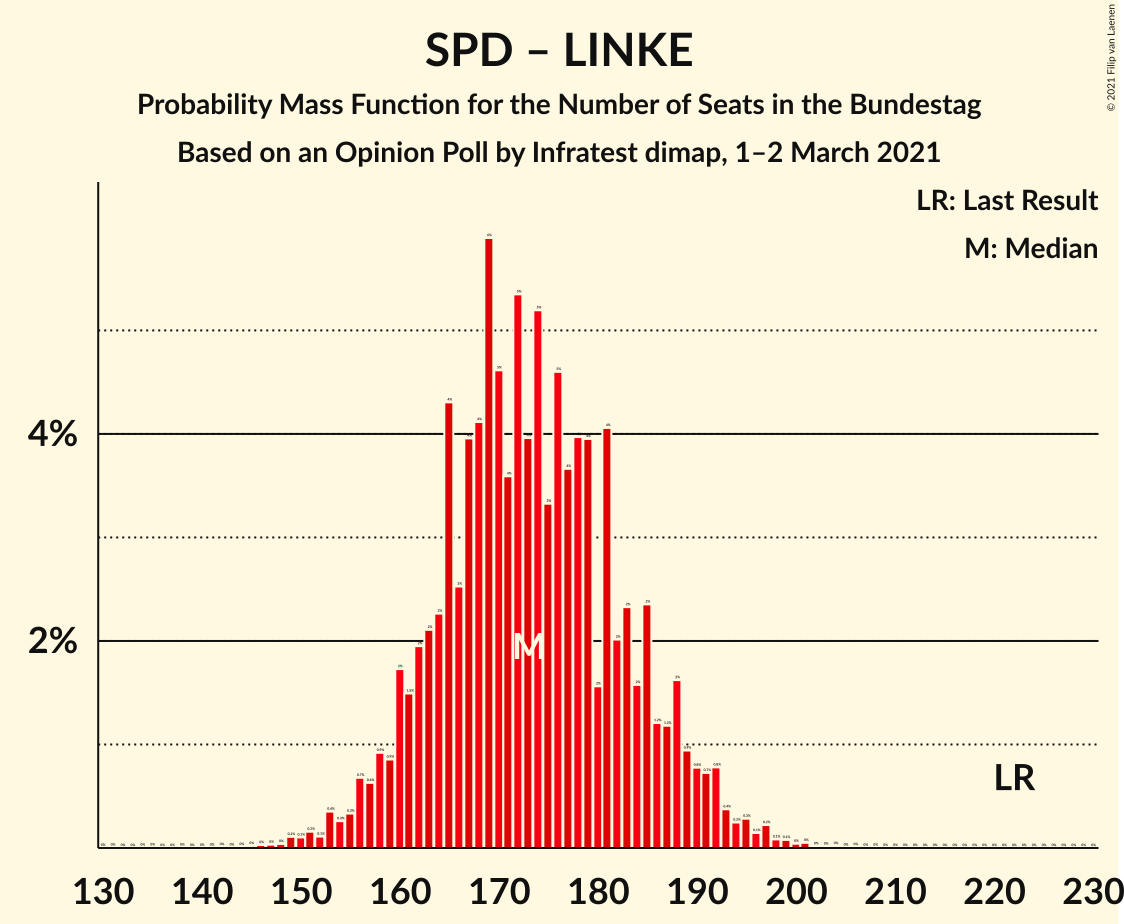 SPD – LINKE
Probability Mass Function for the Number of Seats in the Bundestag
Based on an Opinion Poll by Infratest dimap, 1–2 March 2021
© 2021 Filip van Laenen
LR: Last Result
M: Median
4%
2%
M
LR
130 140 150 160 170 180 190 200 210 220 230